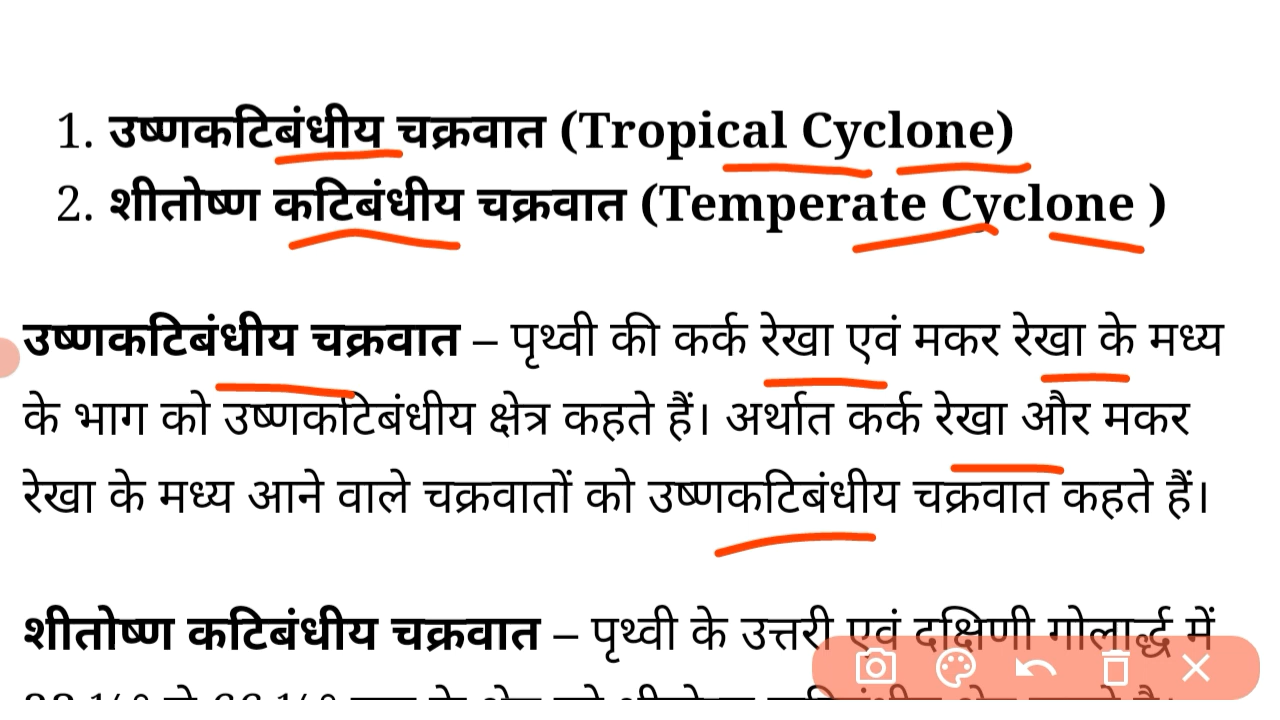 1. उष्णकटिबंधीय चक्रवात (Tropical Cyclone)
2. शीतोष्ण कटिबंधीय चक्रवात (Temperate Cyclone )
उष्णकटिबंधीय चक्रवात – पृथ्वी की कर्क रेखा एवं मकर रेखा के मध्य
के भाग को उष्णकटिबंधीय क्षेत्र कहते हैं। अर्थात कर्क रेखा और मकर
रेखा के मध्य आने वाले चक्रवातों को उष्णकटिबंधीय चक्रवात कहते हैं।
शीतोष्ण कटिबंधीय चक्रवात – पृथ्वी के उत्तरी एवं दक्षिणी गोलार्द्ध में